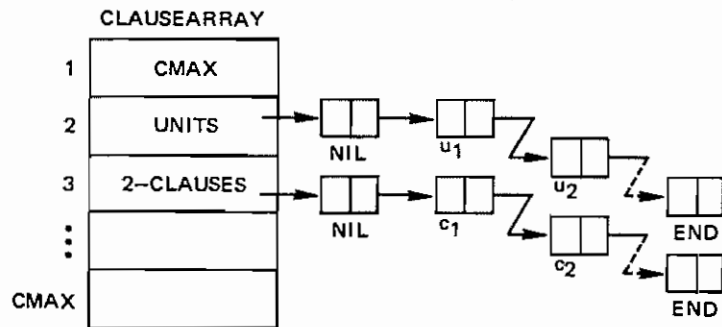 CLAUSEARRAY
1 CMAX
2 UNITS
NIL
u1
u2
END
3 2-CLAUSES
NIL
c1
c2
END
CMAX